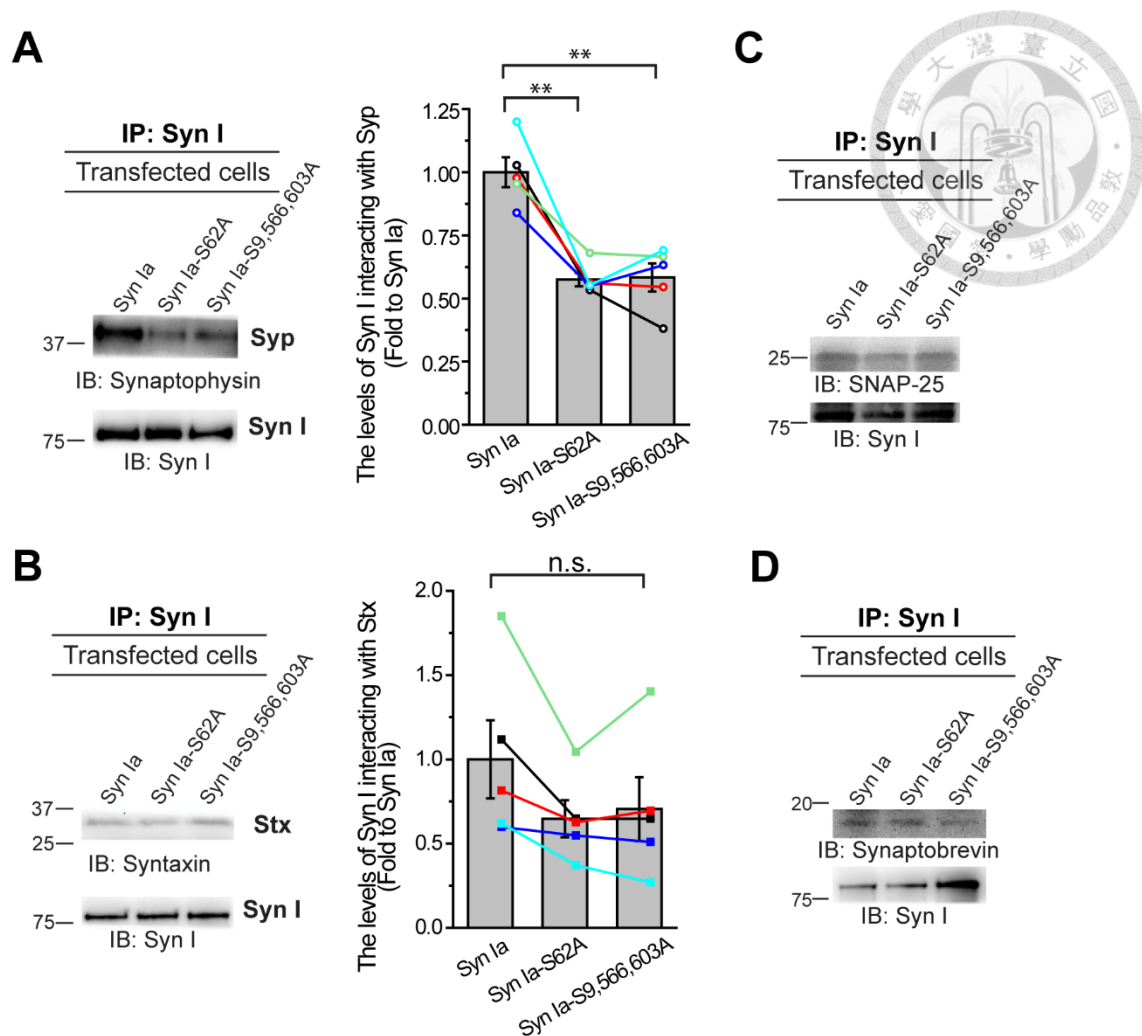 A
IP: Syn I
Transfected cells
Syn Ia
Syn Ia-S62A
Syn Ia-S9,566,603A
37
Syp
IB: Synaptophysin
75
Syn I
IB: Syn I
The levels of Syn I interacting with Syp
(Fold to Syn Ia)
**
**
1.25
1.00
0.75
0.50
0.25
0.00
Syn Ia
Syn Ia-S62A
Syn Ia-S9,566,603A
B
IP: Syn I
Transfected cells
Syn Ia
Syn Ia-S62A
Syn Ia-S9,566,603A
37
25
Stx
IB: Syntaxin
75
Syn I
IB: Syn I
The levels of Syn I interacting with Stx
(Fold to Syn Ia)
n.s.
2.0
1.5
1.0
0.5
0.0
Syn Ia
Syn Ia-S62A
Syn Ia-S9,566,603A
C
IP: Syn I
Transfected cells
Syn Ia
Syn Ia-S62A
Syn Ia-S9,566,603A
25
IB: SNAP-25
75
IB: Syn I
D
IP: Syn I
Transfected cells
Syn Ia
Syn Ia-S62A
Syn Ia-S9,566,603A
20
IB: Synaptobrevin
75
IB: Syn I